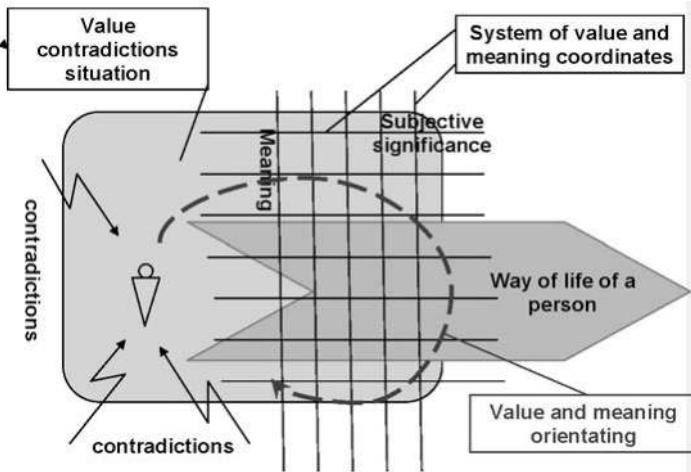 Value
contradictions
situation
System of value and
meaning coordinates
Subjective
significance
Meaning
contradictions
Way of life of a
person
Value and meaning
orientating
contradictions